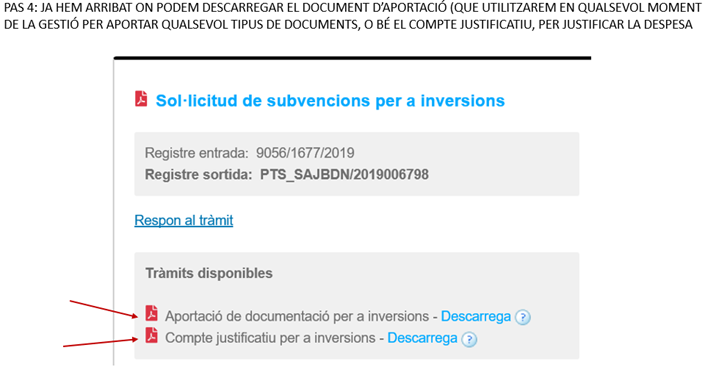 PAS 4: JA HEM ARRIBAT ON PODEM DESCARREGAR EL DOCUMENT D'APORTACIÓ (QUE UTILITZAREM EN QUALSEVOL MOMENT
DE LA GESTIÓ PER APORTAR QUALSEVOL TIPUS DE DOCUMENTS, O BÉ EL COMPTE JUSTIFICATIU, PER JUSTIFICAR LA DESPESA
Sol·licitud de subvencions per a inversions
Registre entrada: 9056/1677/2019
Registre sortida: PTS_SAJBDN/2019006798
Respon al tràmit
Tràmits disponibles
Aportació de documentació per a inversions - Descarrega ?
Compte justificatiu per a inversions - Descarrega ?